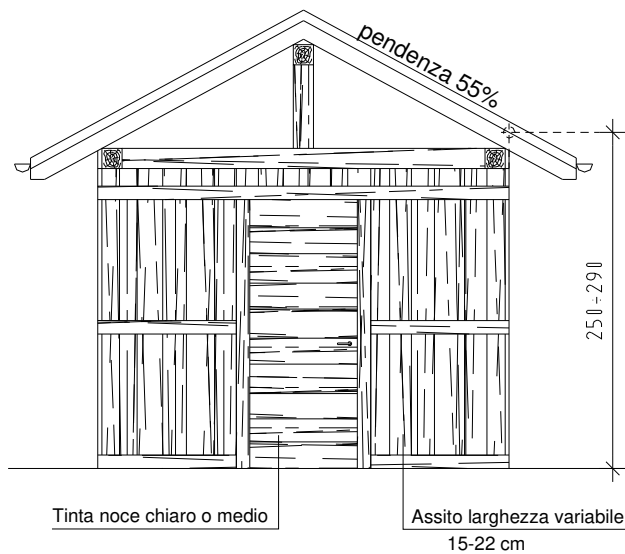 pendenza 55%
250÷290
Tinta noce chiaro o medio
Assito larghezza variabile
15-22 cm